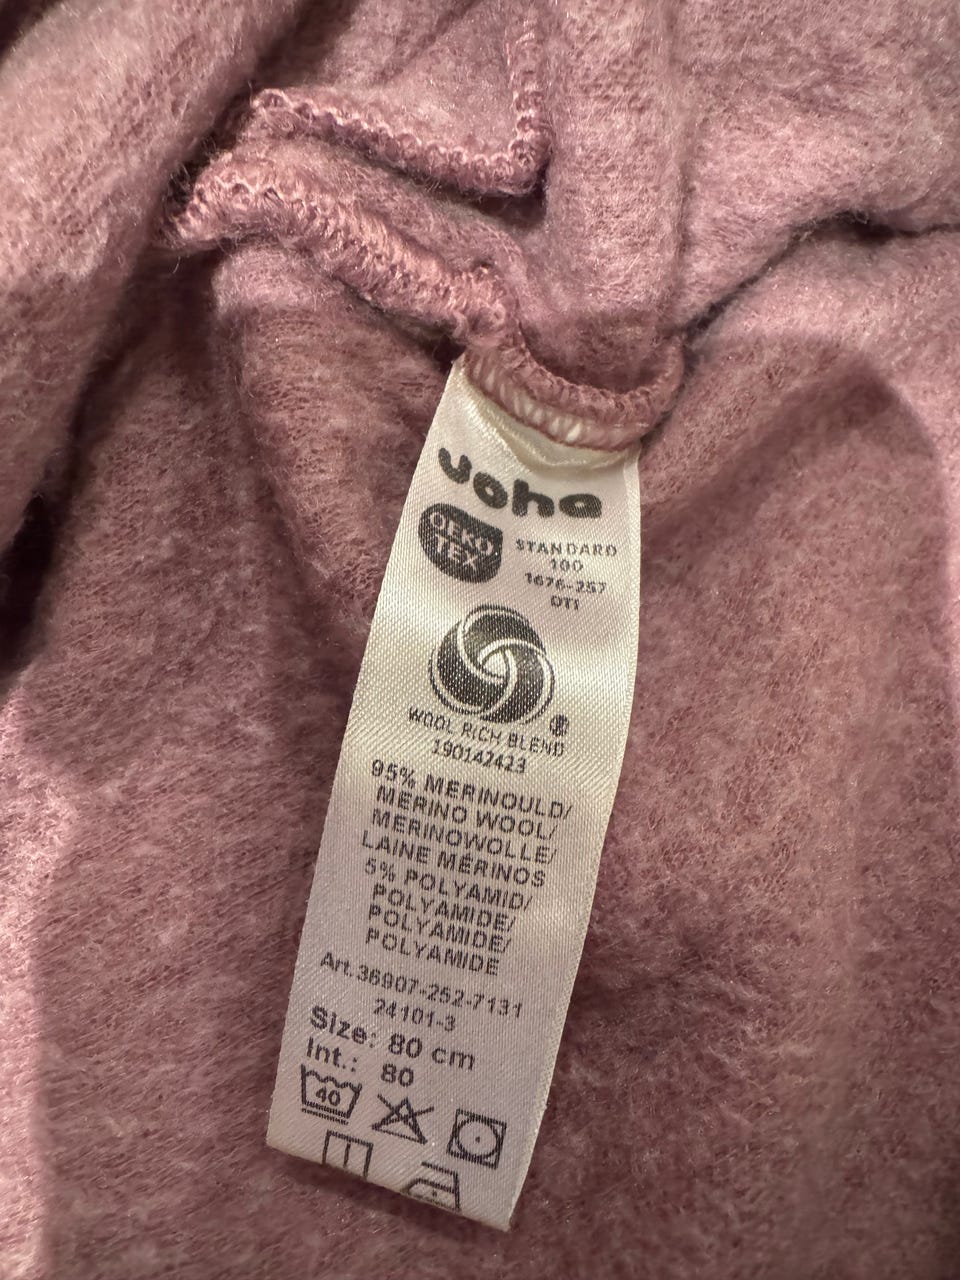 Joha
OEKO
TEX
STANDARD
100
1676-257
DTI
WOOL RICH BLEND
190142423
95% MERINOULD/
MERINO WOOL/
MERINOWOLLE/
LAINE MÉRINOS
5% POLYAMID/
POLYAMIDE/
POLYAMIDE/
POLYAMIDE
Art.36907-252-7131
24101-3
Size: 80 cm
Int.: 80
40